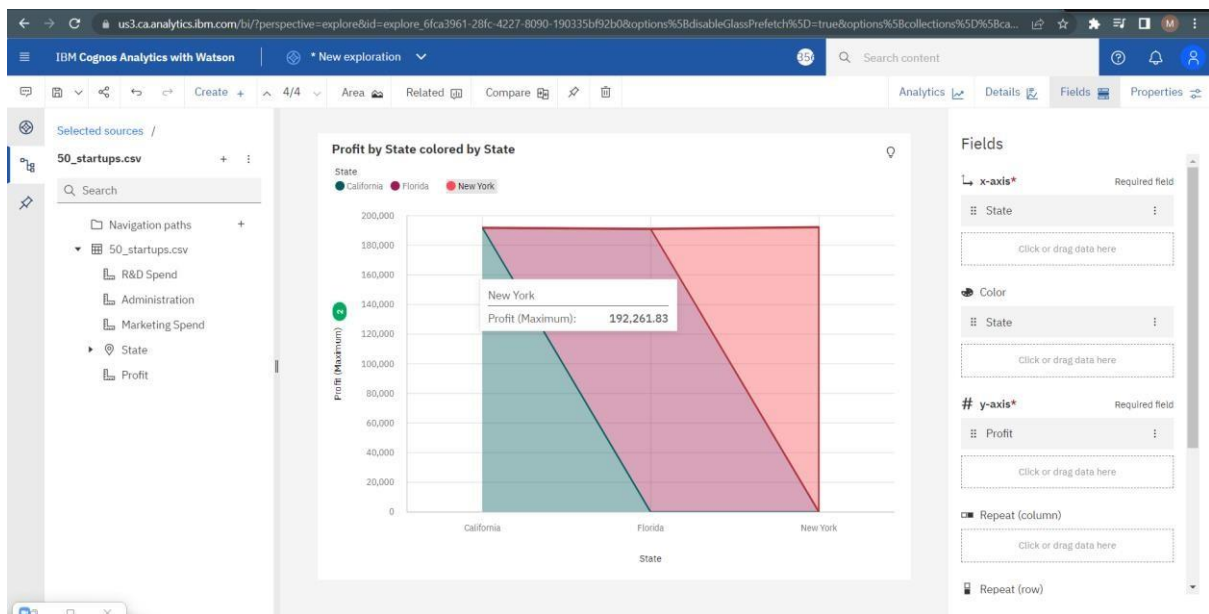 us3.ca.analytics.ibm.com/bi/?perspective=explore&id=explore_6fca3961-28fc-4227-8090-190335bf92b0&options%5BdisableGlassPrefetch%5D=true&options%5Bcollections%5D%5Bca...
M
IBM Cognos Analytics with Watson
* New exploration
Search content
Create +
4/4
Area
Related
Compare
Analytics
Details
Fields
Properties
Selected sources /
50_startups.csv
Search
Navigation paths
50_startups.csv
R&D Spend
Administration
Marketing Spend
State
Profit
Profit by State colored by State
State
California
Florida
New York
200,000
180,000
160,000
140,000
120,000
100,000
80,000
60,000
40,000
20,000
0
Profit (Maximum)
2
New York
Profit (Maximum): 192,261.83
California
Florida
New York
State
Fields
x-axis* Required field
State
Click or drag data here
Color
State
Click or drag data here
# y-axis* Required field
Profit
Click or drag data here
Repeat (column)
Click or drag data here
Repeat (row)